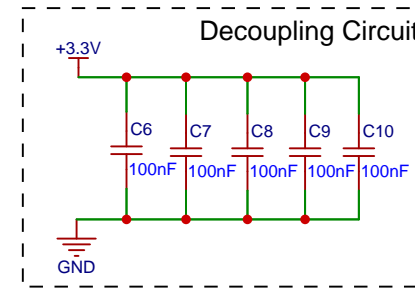 Decoupling Circuit
+3.3V
C6 C7 C8 C9 C10
100nF 100nF 100nF 100nF 100nF
GND